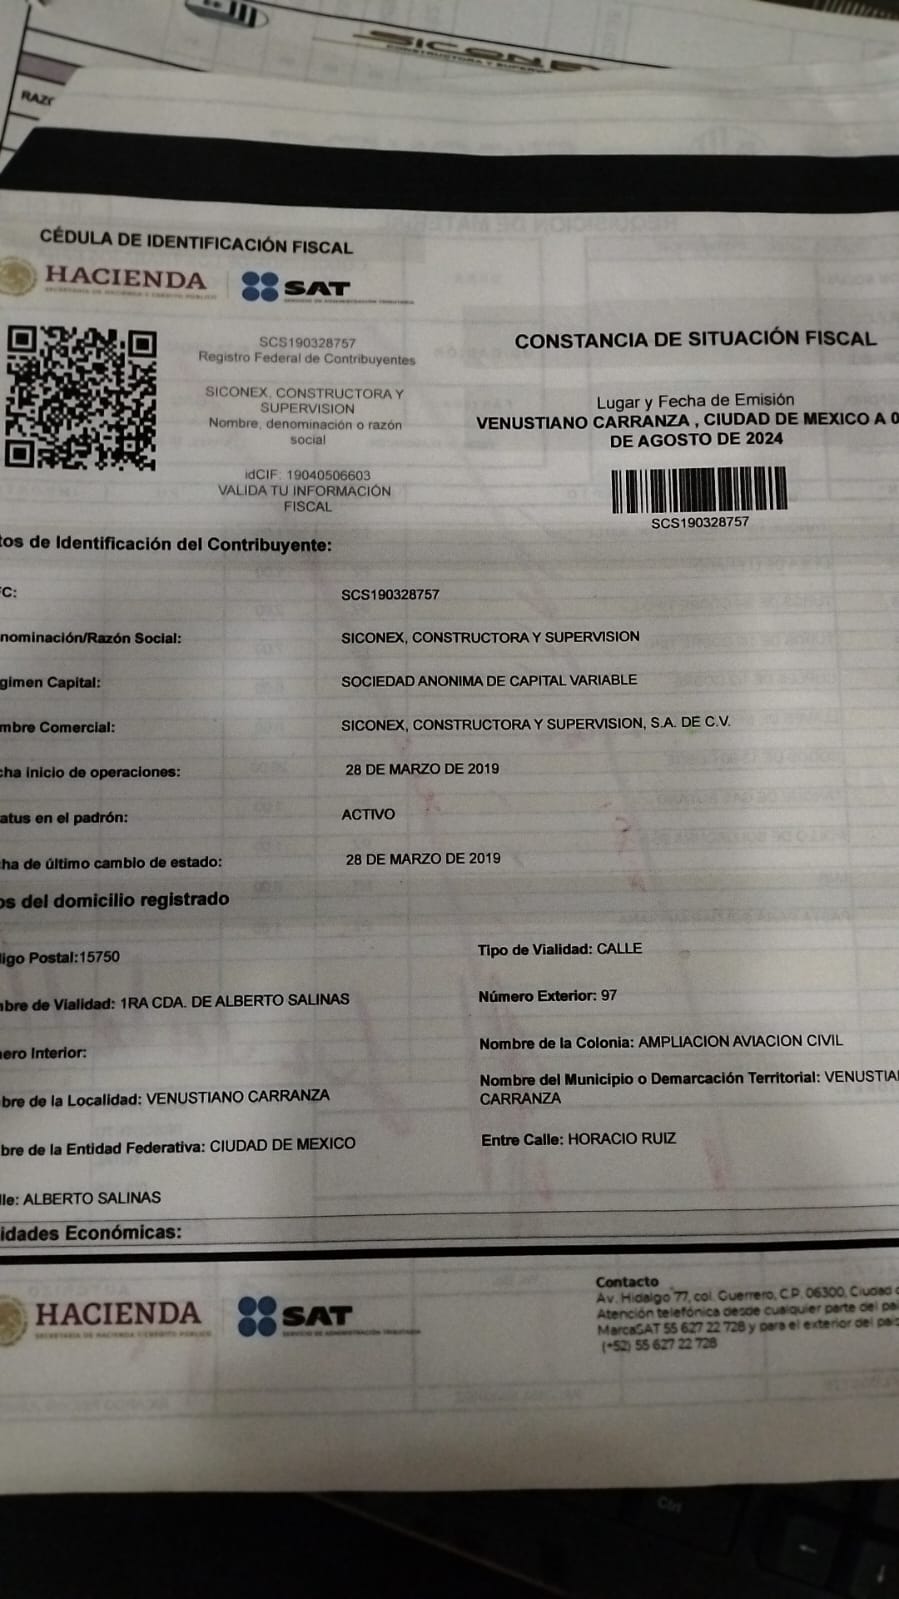 SICONE
RAZ
CÉDULA DE IDENTIFICACIÓN FISCAL
HACIENDA
SECRETARÍA DE HACIENDA Y CRÉDITO PÚBLICO
SAT
SERVICIO DE ADMINISTRACIÓN TRIBUTARIA
SCS190328757
Registro Federal de Contribuyentes
SICONEX, CONSTRUCTORA Y
SUPERVISION
Nombre, denominación o razón
social
idCIF: 19040506603
VALIDA TU INFORMACIÓN
FISCAL
CONSTANCIA DE SITUACIÓN FISCAL
Lugar y Fecha de Emisión
VENUSTIANO CARRANZA , CIUDAD DE MEXICO A 0
DE AGOSTO DE 2024
SCS190328757
tos de Identificación del Contribuyente:
C: SCS190328757
nominación/Razón Social: SICONEX, CONSTRUCTORA Y SUPERVISION
gimen Capital: SOCIEDAD ANONIMA DE CAPITAL VARIABLE
mbre Comercial: SICONEX, CONSTRUCTORA Y SUPERVISION, S.A. DE C.V.
cha inicio de operaciones: 28 DE MARZO DE 2019
atus en el padrón: ACTIVO
ha de último cambio de estado: 28 DE MARZO DE 2019
os del domicilio registrado
igo Postal:15750 Tipo de Vialidad: CALLE
bre de Vialidad: 1RA CDA. DE ALBERTO SALINAS Número Exterior: 97
ero Interior: Nombre de la Colonia: AMPLIACION AVIACION CIVIL
bre de la Localidad: VENUSTIANO CARRANZA Nombre del Municipio o Demarcación Territorial: VENUSTIA
CARRANZA
bre de la Entidad Federativa: CIUDAD DE MEXICO Entre Calle: HORACIO RUIZ
lle: ALBERTO SALINAS
idades Económicas:
HACIENDA
SECRETARÍA DE HACIENDA Y CRÉDITO PÚBLICO
SAT
SERVICIO DE ADMINISTRACIÓN TRIBUTARIA
Contacto
Av. Hidalgo 77, col. Guerrero, C.P. 06300, Ciudad
Atención telefónica desde cualquier parte del pa
MarcaSAT 55 627 22 728 y para el exterior del pa
(+52) 55 627 22 728
Ctrl